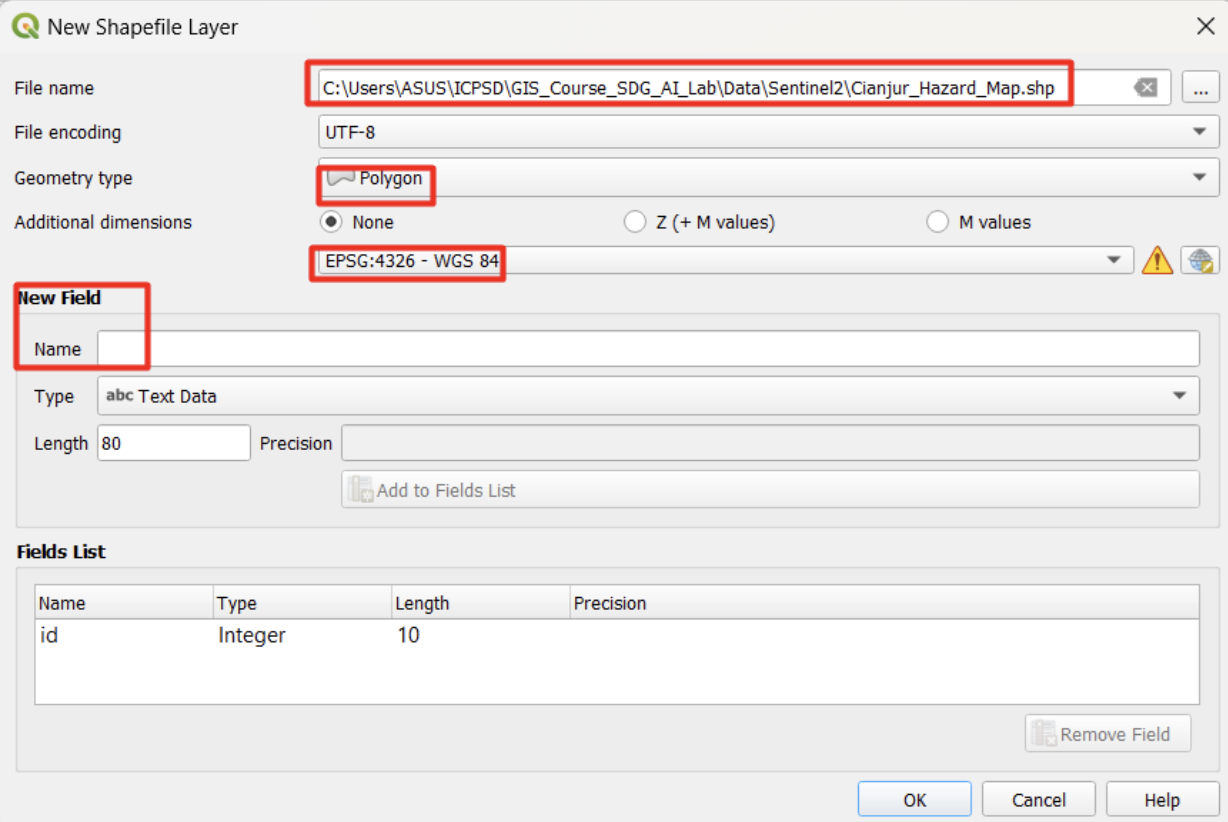 New Shapefile Layer
File name C:\Users\ASUS\ICPSD\GIS_Course_SDG_AI_Lab\Data\Sentinel2\Cianjur_Hazard_Map.shp ...
File encoding UTF-8
Geometry type Polygon
Additional dimensions None Z (+ M values) M values
EPSG:4326 - WGS 84
New Field
Name
Type abc Text Data
Length 80 Precision
Add to Fields List
Fields List
Name Type Length Precision
id Integer 10
Remove Field
OK Cancel Help